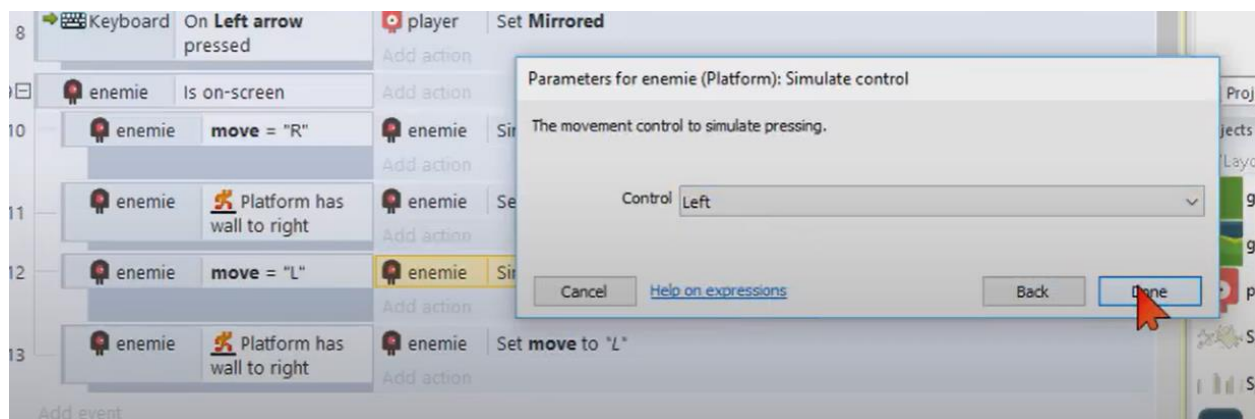 8
Keyboard
On Left arrow
pressed
player
Set Mirrored
Add action
enemie
Is on-screen
Add action
10
enemie
move = "R"
enemie
Add action
11
enemie
Platform has
wall to right
enemie
Add action
12
enemie
move = "L"
enemie
Add action
13
enemie
Platform has
wall to right
enemie
Set move to "L"
Add action
Add event
Parameters for enemie (Platform): Simulate control
The movement control to simulate pressing.
Control
Left
Cancel
Help on expressions
Back
Done